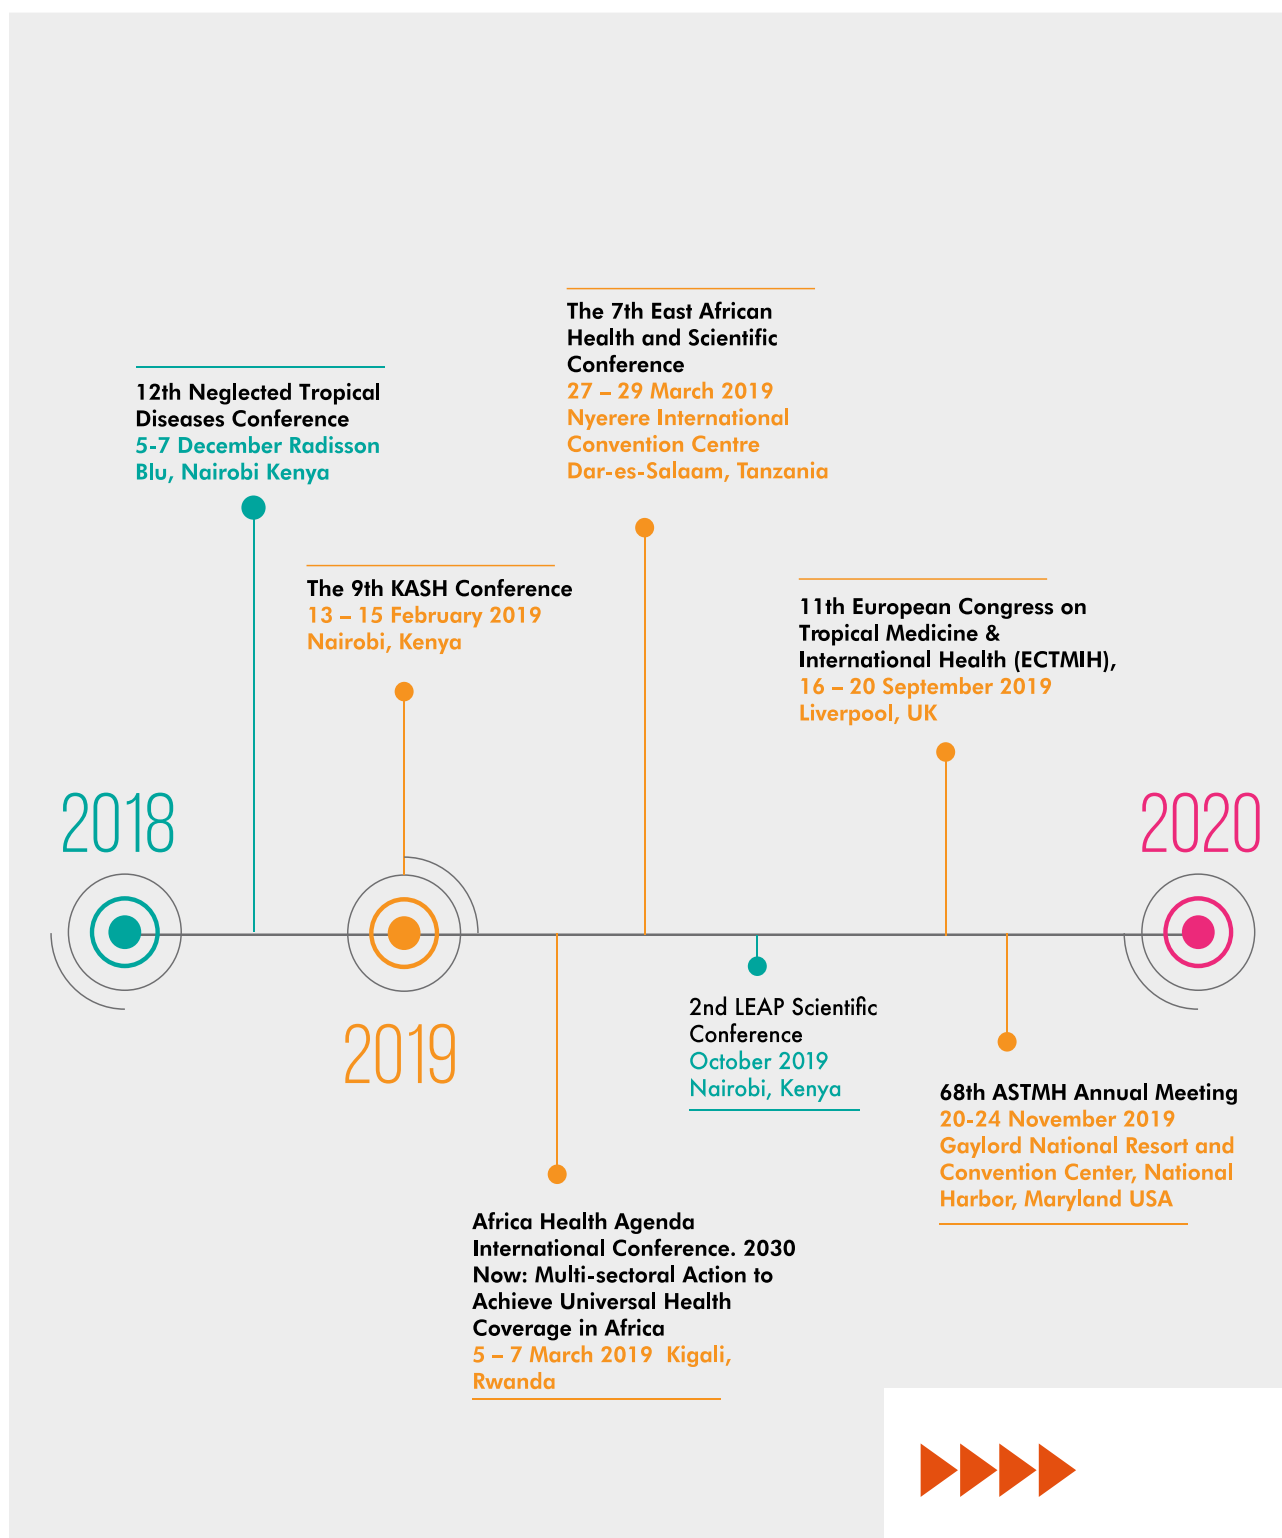 The 7th East African
Health and Scientific
Conference
27 – 29 March 2019
Nyerere International
Convention Centre
Dar-es-Salaam, Tanzania
12th Neglected Tropical
Diseases Conference
5-7 December Radisson
Blu, Nairobi Kenya
The 9th KASH Conference
13 – 15 February 2019
Nairobi, Kenya
11th European Congress on
Tropical Medicine &
International Health (ECTMIH),
16 – 20 September 2019
Liverpool, UK
2018
2020
2019
2nd LEAP Scientific
Conference
October 2019
Nairobi, Kenya
68th ASTMH Annual Meeting
20-24 November 2019
Gaylord National Resort and
Convention Center, National
Harbor, Maryland USA
Africa Health Agenda
International Conference. 2030
Now: Multi-sectoral Action to
Achieve Universal Health
Coverage in Africa
5 – 7 March 2019  Kigali,
Rwanda